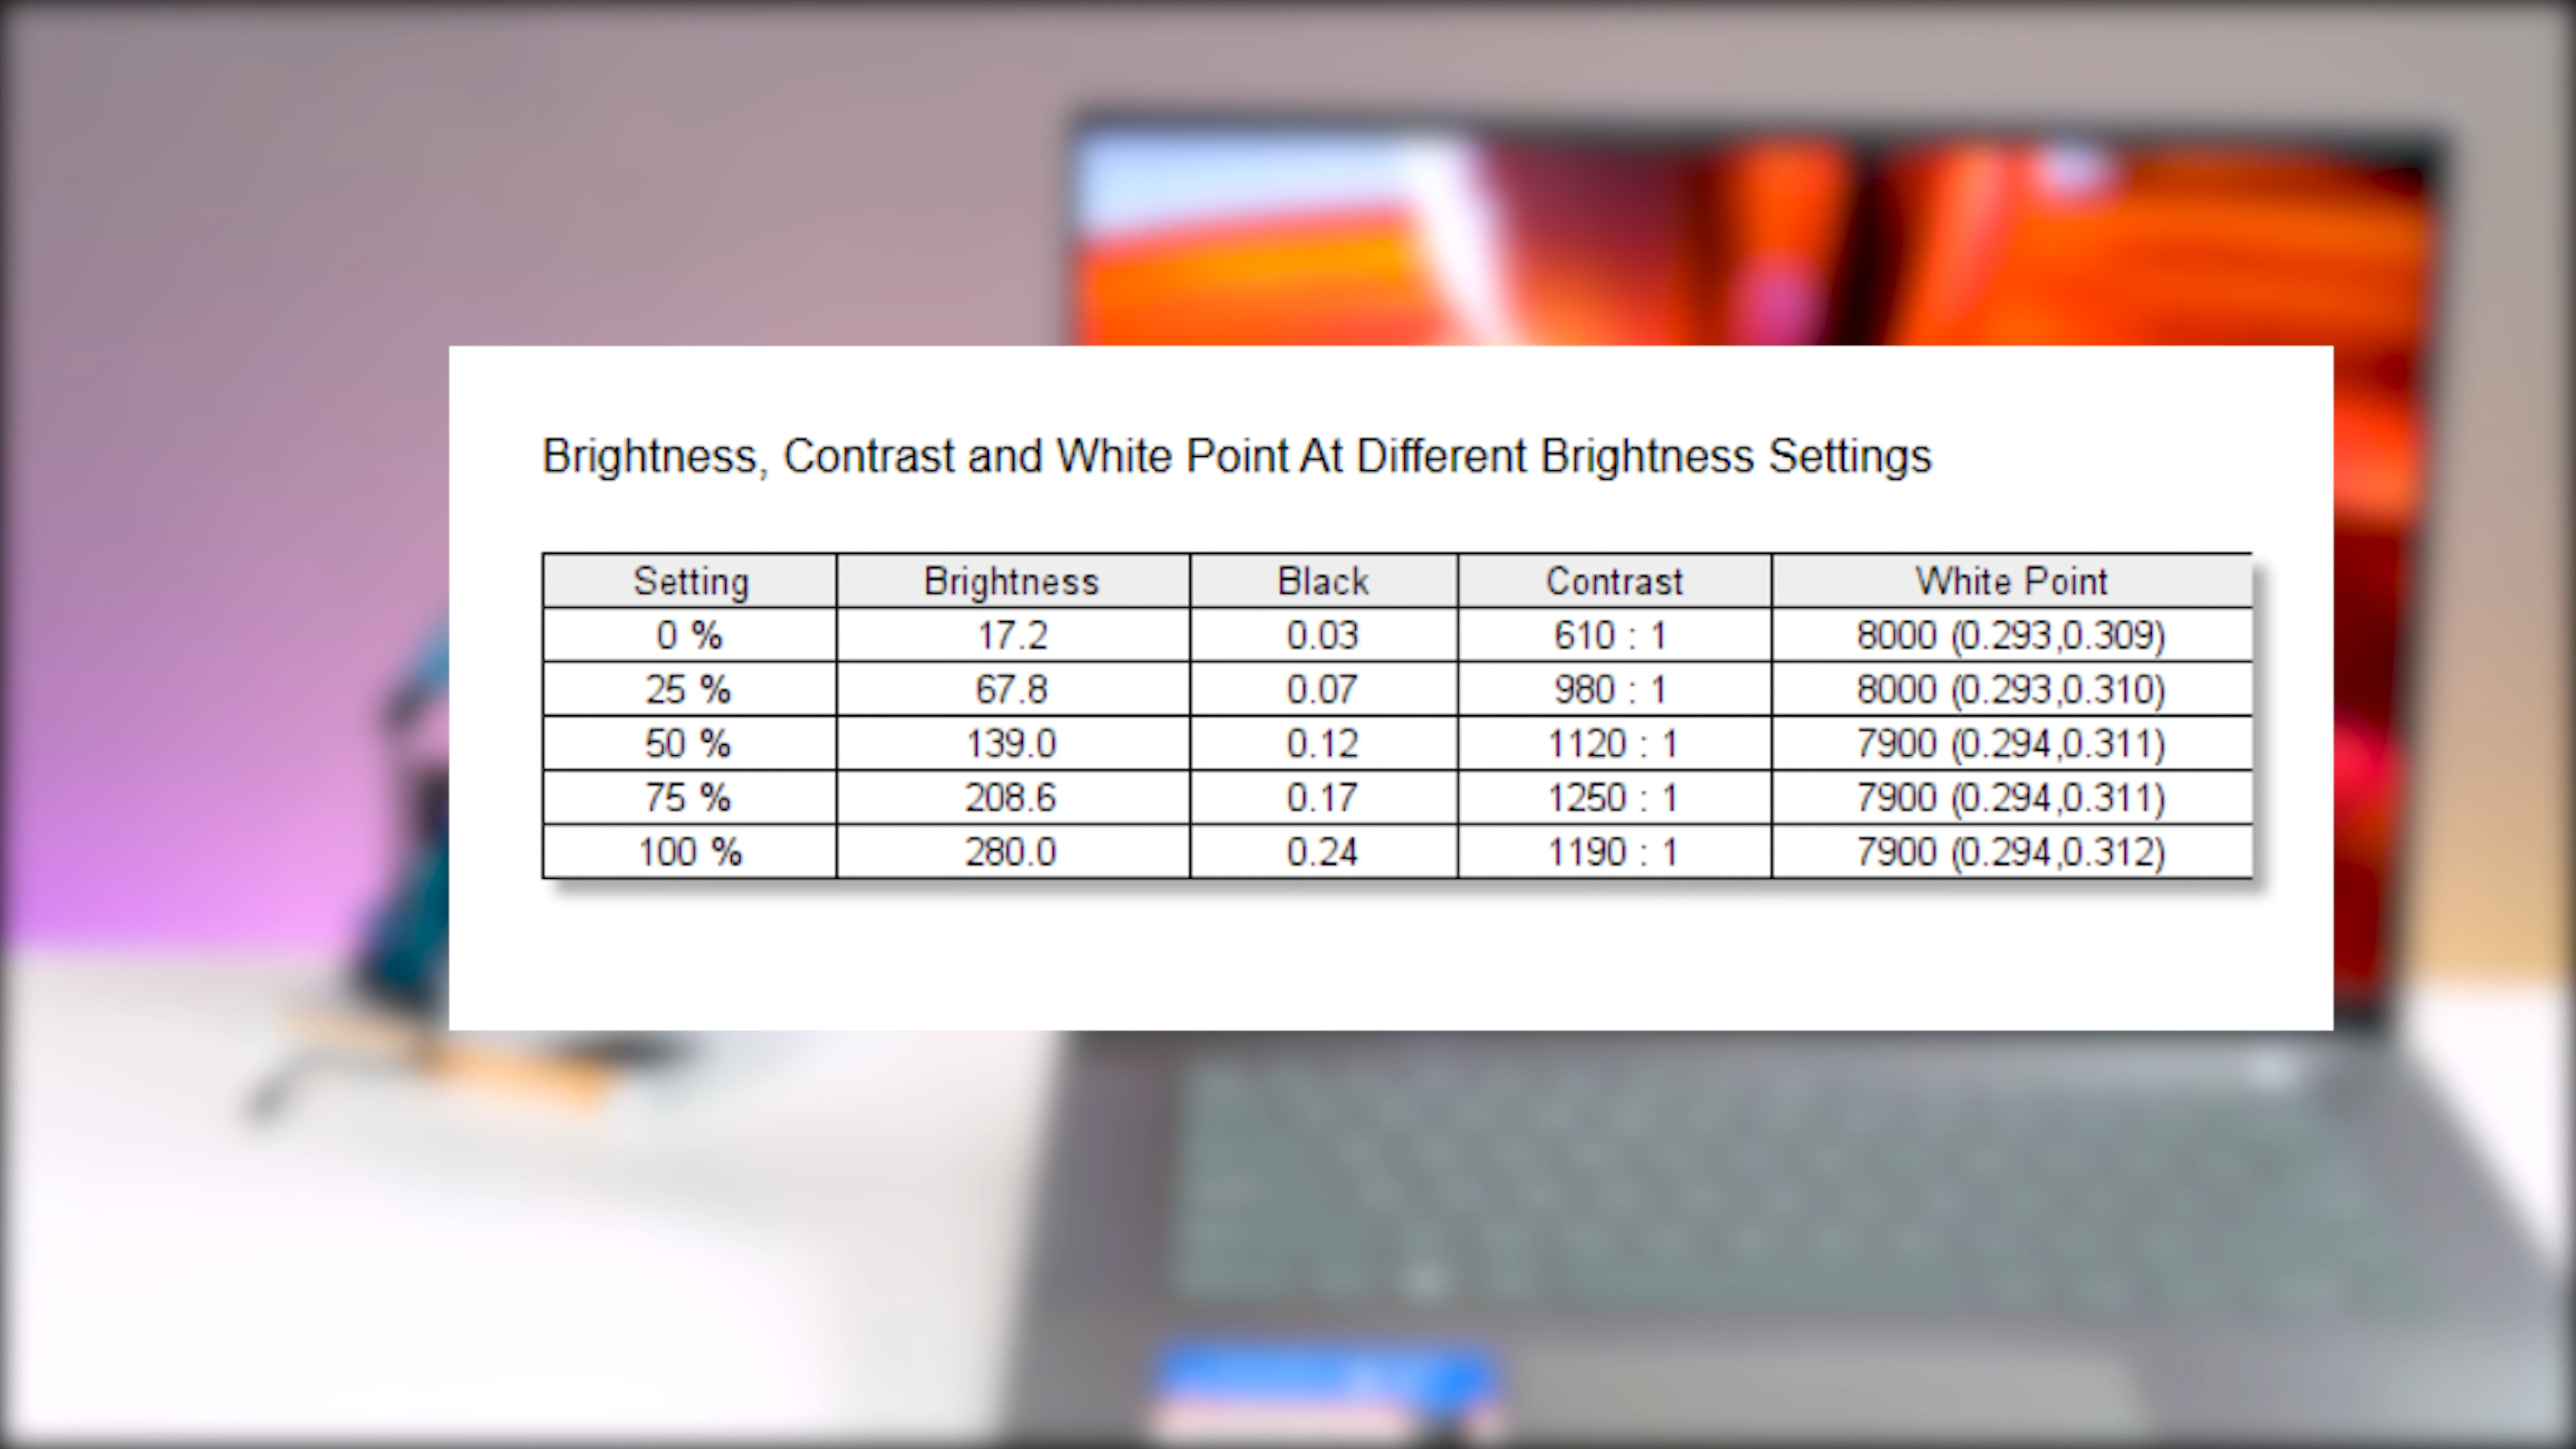 Brightness, Contrast and White Point At Different Brightness Settings
Setting Brightness Black Contrast White Point
0 % 17.2 0.03 610 : 1 8000 (0.293,0.309)
25 % 67.8 0.07 980 : 1 8000 (0.293,0.310)
50 % 139.0 0.12 1120 : 1 7900 (0.294,0.311)
75 % 208.6 0.17 1250 : 1 7900 (0.294,0.311)
100 % 280.0 0.24 1190 : 1 7900 (0.294,0.312)